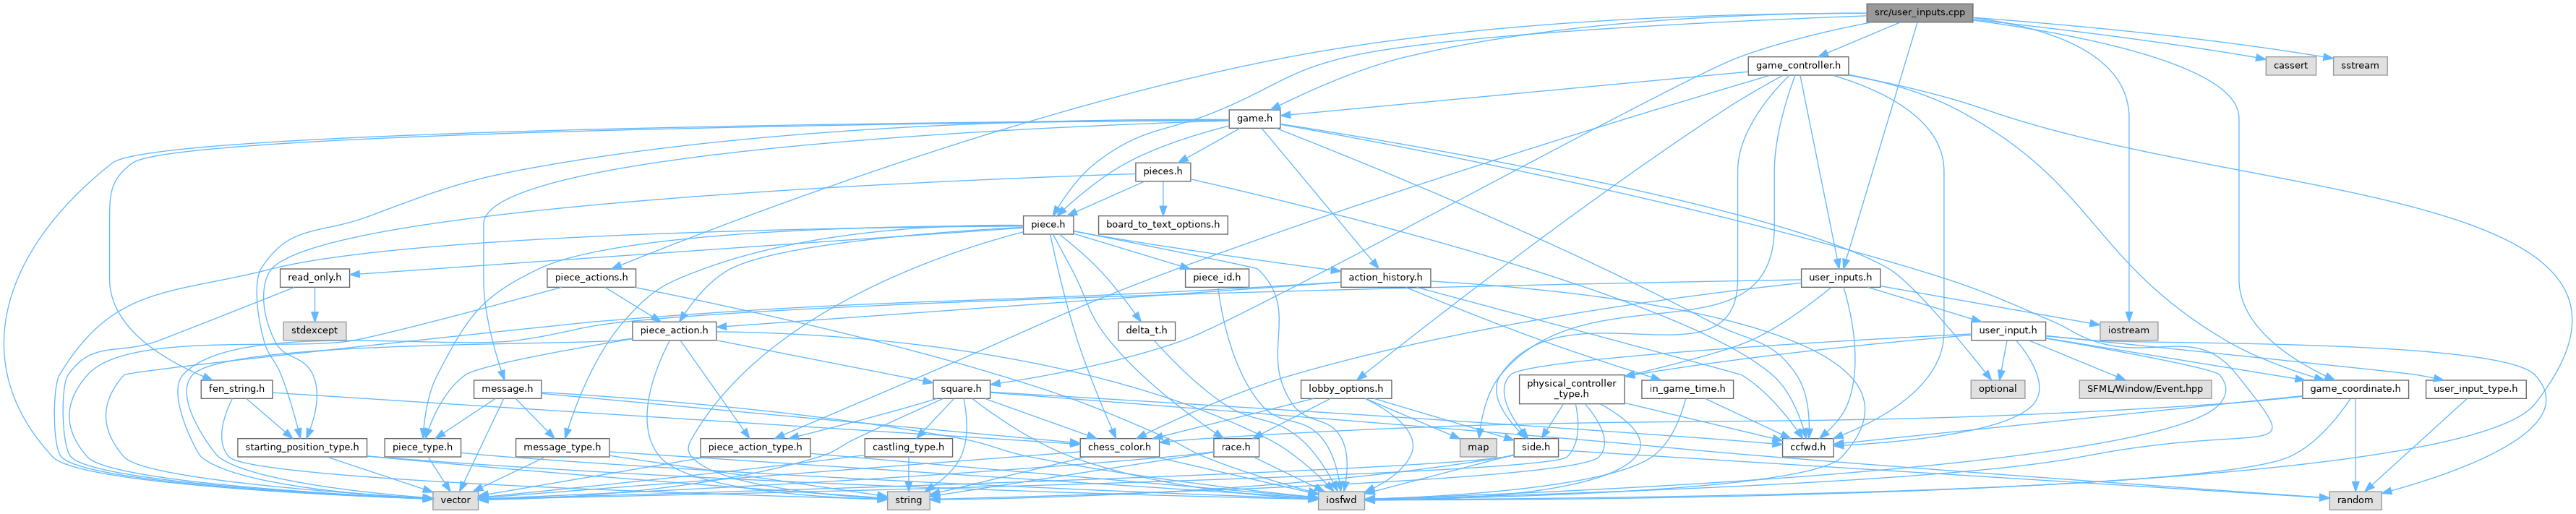 src/user_inputs.cpp
game_controller.h
cassert
sstream
game.h
pieces.h
piece.h
board_to_text_options.h
read_only.h
piece_actions.h
piece_id.h
action_history.h
user_inputs.h
stdexcept
piece_action.h
delta_t.h
user_input.h
iostream
fen_string.h
message.h
square.h
lobby_options.h
physical_controller
_type.h
in_game_time.h
optional
SFML/Window/Event.hpp
game_coordinate.h
user_input_type.h
starting_position_type.h
piece_type.h
message_type.h
piece_action_type.h
castling_type.h
chess_color.h
race.h
map
side.h
ccfwd.h
vector
string
iosfwd
random